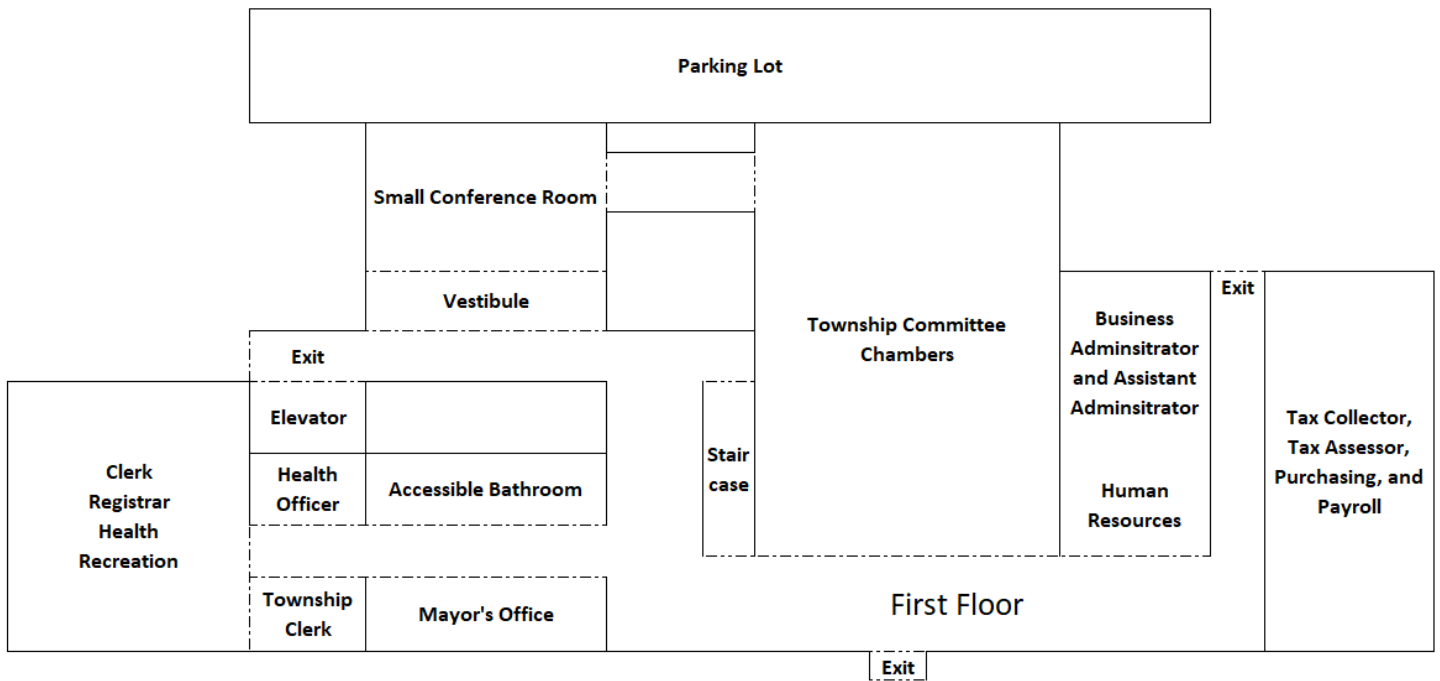 Parking Lot
Small Conference Room
Vestibule
Exit
Elevator
Health
Officer
Accessible Bathroom
Clerk
Registrar
Health
Recreation
Township
Clerk
Mayor's Office
Stair
case
Township Committee
Chambers
Business
Adminsitrator
and Assistant
Adminsitrator
Human
Resources
Exit
Tax Collector,
Tax Assessor,
Purchasing, and
Payroll
First Floor
Exit